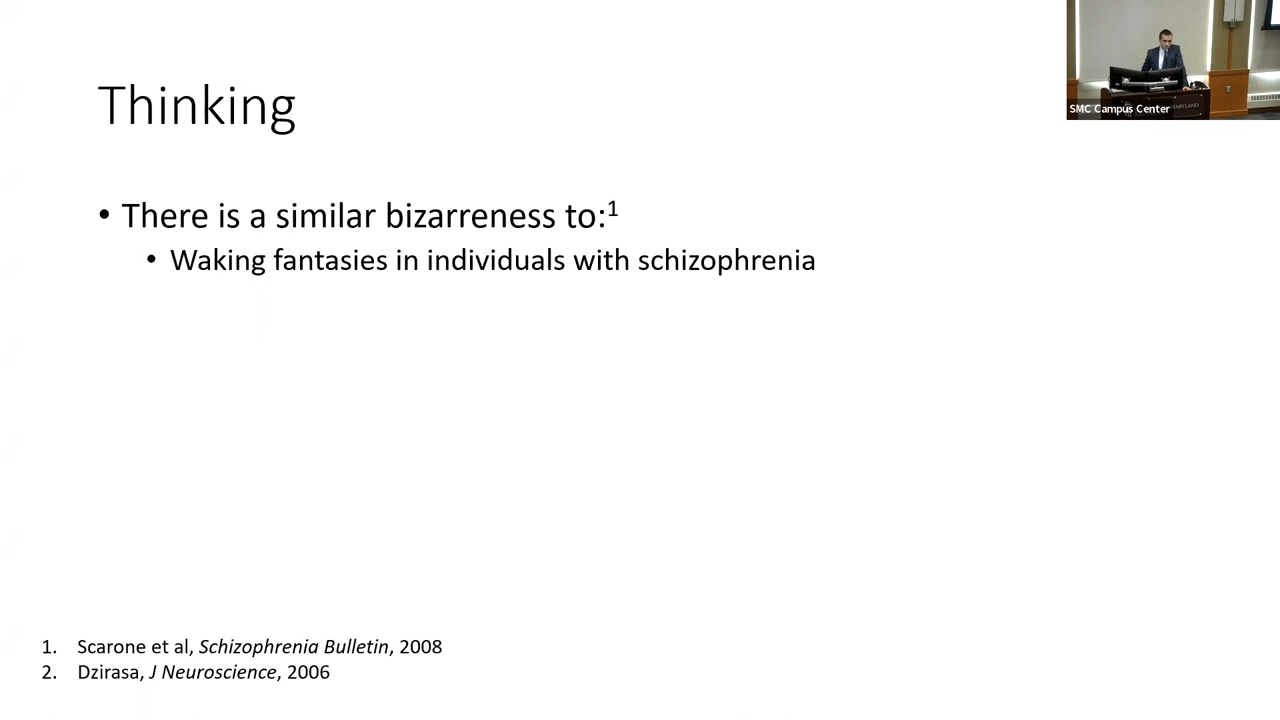 Thinking
• There is a similar bizarreness to:¹
• Waking fantasies in individuals with schizophrenia
1. Scarone et al, Schizophrenia Bulletin, 2008
2. Dzirasa, J Neuroscience, 2006
SMC Campus Center
MARYLAND